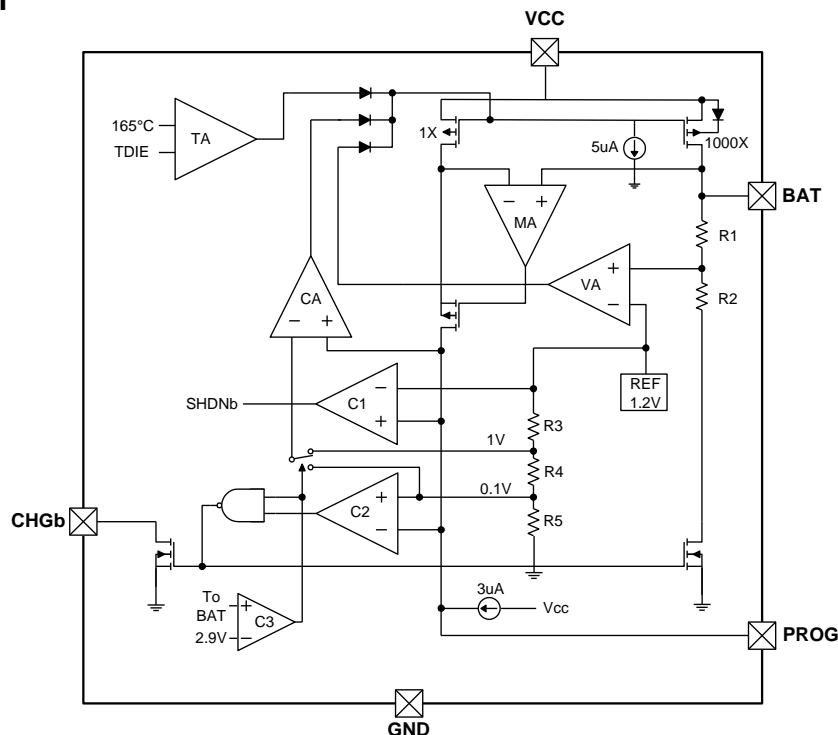 VCC
165°C
TDIE
TA
1X
5uA
1000X
BAT
MA
R1
CA
VA
R2
REF
1.2V
SHDNb
C1
R3
1V
R4
0.1V
C2
R5
CHGb
3uA
Vcc
To
BAT
2.9V
C3
PROG
GND